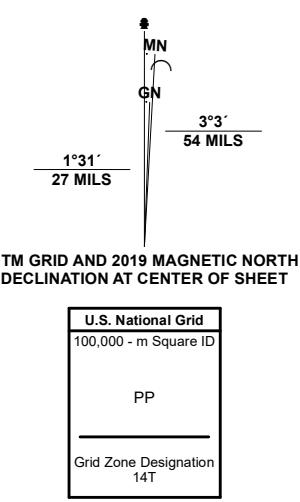 MN
GN
3°3´
54 MILS
1°31´
27 MILS
TM GRID AND 2019 MAGNETIC NORTH
DECLINATION AT CENTER OF SHEET
U.S. National Grid
100,000 - m Square ID
PP
Grid Zone Designation
14T